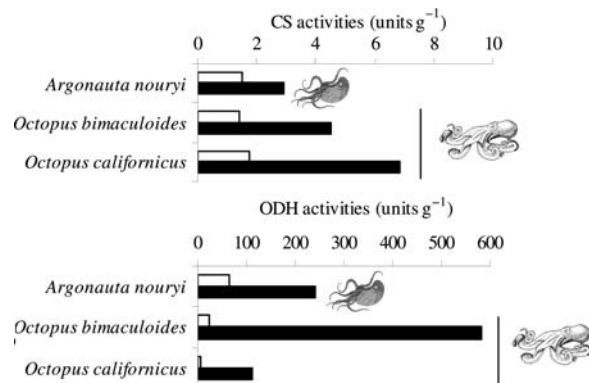 CS activities (units g⁻¹)
0 2 4 6 8 10
Argonauta nouryi
Octopus bimaculoides
Octopus californicus
ODH activities (units g⁻¹)
0 100 200 300 400 500 600
Argonauta nouryi
Octopus bimaculoides
Octopus californicus